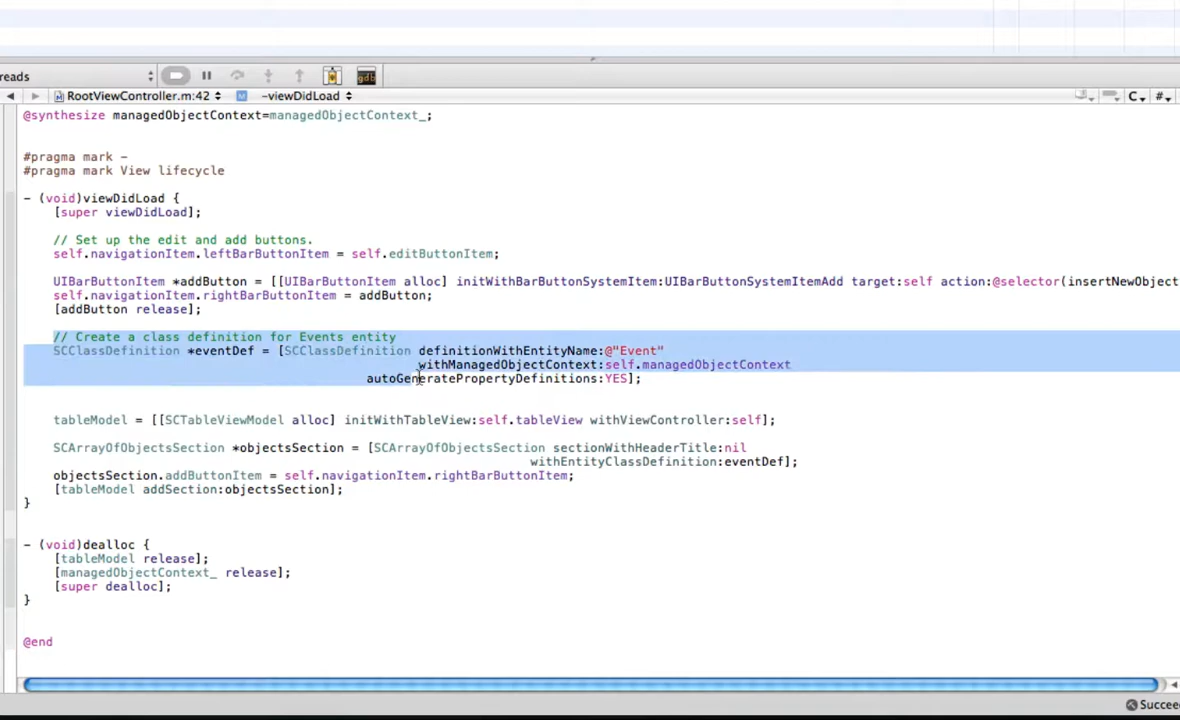 reads
gdb
RootViewController.m:42 M -viewDidLoad C #
@synthesize managedObjectContext=managedObjectContext_;
#pragma mark -
#pragma mark View lifecycle
- (void)viewDidLoad {
[super viewDidLoad];
// Set up the edit and add buttons.
self.navigationItem.leftBarButtonItem = self.editButtonItem;
UIBarButtonItem *addButton = [[UIBarButtonItem alloc] initWithBarButtonSystemItem:UIBarButtonSystemItemAdd target:self action:@selector(insertNewObject
self.navigationItem.rightBarButtonItem = addButton;
[addButton release];
// Create a class definition for Events entity
SCClassDefinition *eventDef = [SCClassDefinition definitionWithEntityName:@"Event"
withManagedObjectContext:self.managedObjectContext
autoGeneratePropertyDefinitions:YES];
tableModel = [[SCTableViewModel alloc] initWithTableView:self.tableView withViewController:self];
SCArrayOfObjectsSection *objectsSection = [SCArrayOfObjectsSection sectionWithHeaderTitle:nil
withEntityClassDefinition:eventDef];
objectsSection.addButtonItem = self.navigationItem.rightBarButtonItem;
[tableModel addSection:objectsSection];
}
- (void)dealloc {
[tableModel release];
[managedObjectContext_ release];
[super dealloc];
}
@end
Succee